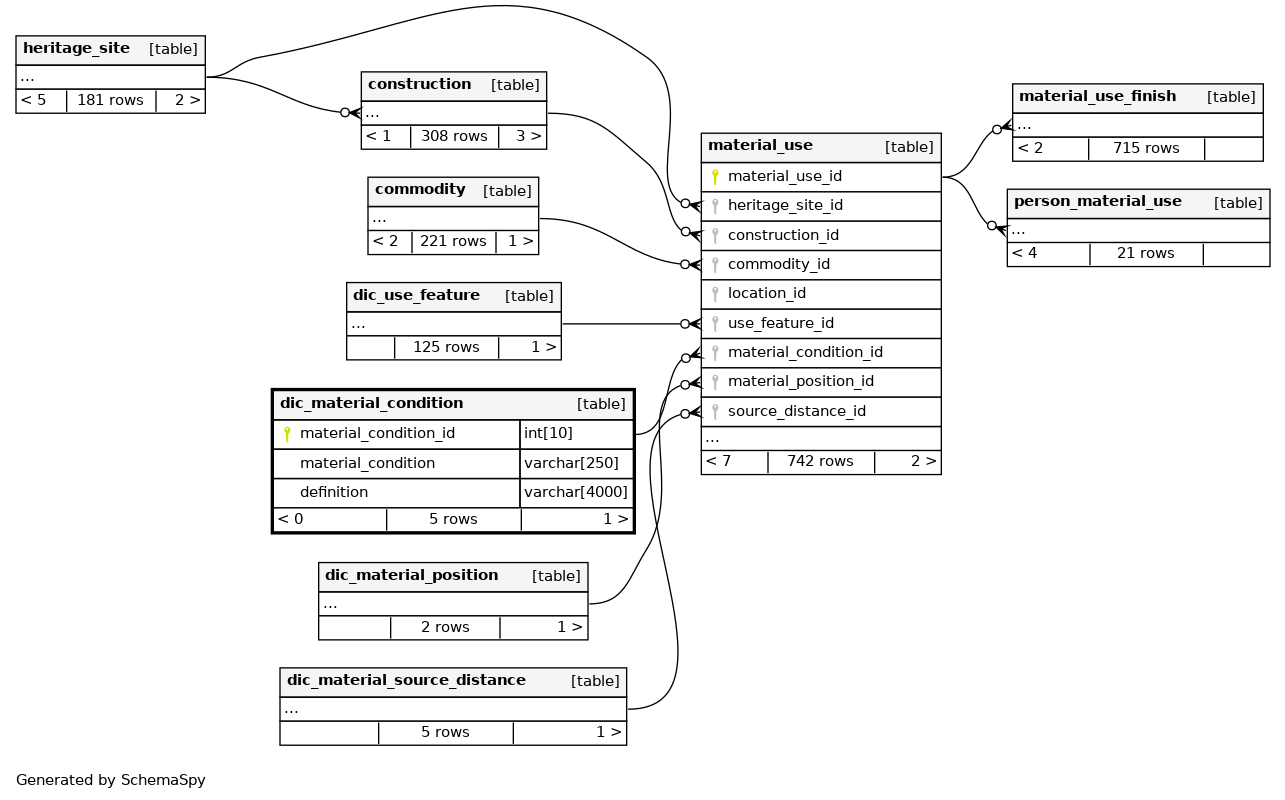 heritage_site [table]
...
< 5 181 rows 2 >
construction [table]
...
< 1 308 rows 3 >
commodity [table]
...
< 2 221 rows 1 >
dic_use_feature [table]
...
125 rows 1 >
dic_material_condition [table]
material_condition_id int[10]
material_condition varchar[250]
definition varchar[4000]
< 0 5 rows 1 >
dic_material_position [table]
...
2 rows 1 >
dic_material_source_distance [table]
...
5 rows 1 >
material_use [table]
material_use_id
heritage_site_id
construction_id
commodity_id
location_id
use_feature_id
material_condition_id
material_position_id
source_distance_id
...
< 7 742 rows 2 >
material_use_finish [table]
...
< 2 715 rows
person_material_use [table]
...
< 4 21 rows
Generated by SchemaSpy